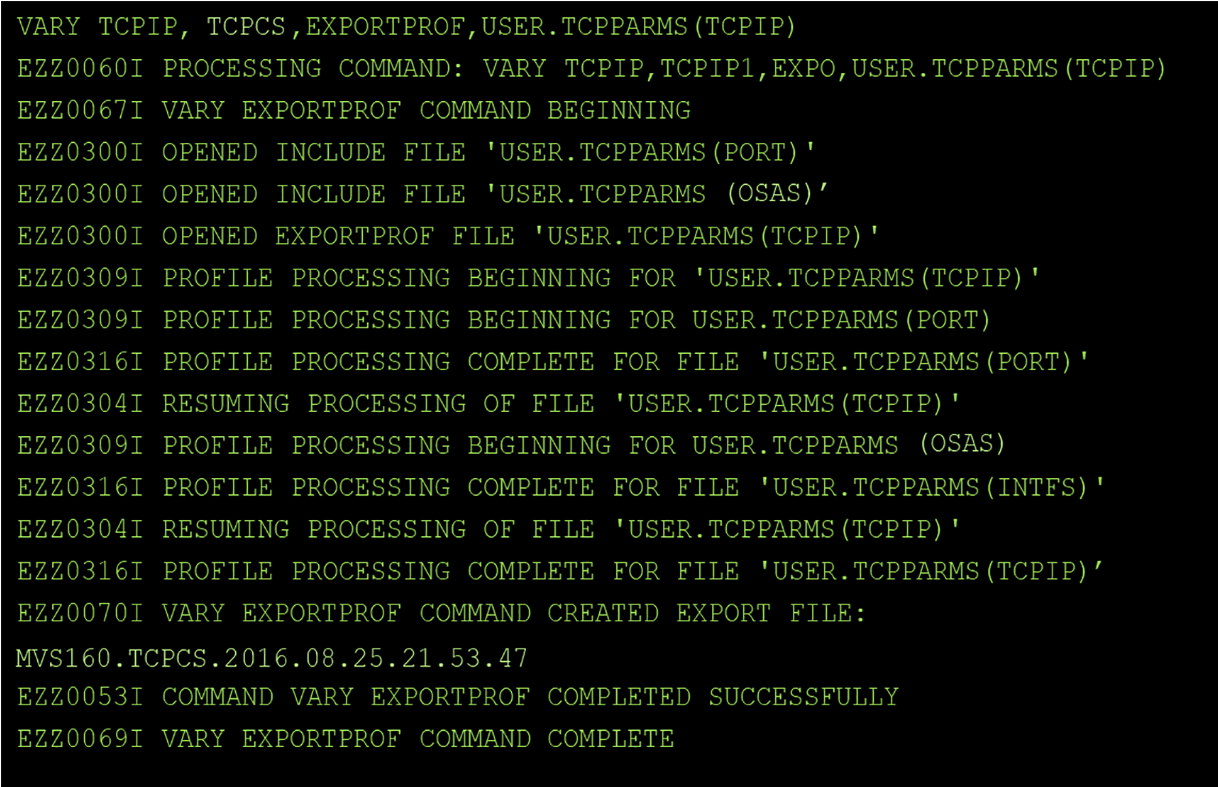 VARY TCPIP, TCPCS ,EXPORTPROF,USER.TCPPARMS(TCPIP)
EZZ0060I PROCESSING COMMAND: VARY TCPIP,TCPIP1,EXPO,USER.TCPPARMS(TCPIP)
EZZ0067I VARY EXPORTPROF COMMAND BEGINNING
EZZ0300I OPENED INCLUDE FILE 'USER.TCPPARMS(PORT)'
EZZ0300I OPENED INCLUDE FILE 'USER.TCPPARMS (OSAS)’
EZZ0300I OPENED EXPORTPROF FILE 'USER.TCPPARMS(TCPIP)'
EZZ0309I PROFILE PROCESSING BEGINNING FOR 'USER.TCPPARMS(TCPIP)'
EZZ0309I PROFILE PROCESSING BEGINNING FOR USER.TCPPARMS(PORT)
EZZ0316I PROFILE PROCESSING COMPLETE FOR FILE 'USER.TCPPARMS(PORT)'
EZZ0304I RESUMING PROCESSING OF FILE 'USER.TCPPARMS(TCPIP)'
EZZ0309I PROFILE PROCESSING BEGINNING FOR USER.TCPPARMS (OSAS)
EZZ0316I PROFILE PROCESSING COMPLETE FOR FILE 'USER.TCPPARMS(INTFS)'
EZZ0304I RESUMING PROCESSING OF FILE 'USER.TCPPARMS(TCPIP)'
EZZ0316I PROFILE PROCESSING COMPLETE FOR FILE 'USER.TCPPARMS(TCPIP)’
EZZ0070I VARY EXPORTPROF COMMAND CREATED EXPORT FILE:
MVS160.TCPCS.2016.08.25.21.53.47
EZZ0053I COMMAND VARY EXPORTPROF COMPLETED SUCCESSFULLY
EZZ0069I VARY EXPORTPROF COMMAND COMPLETE